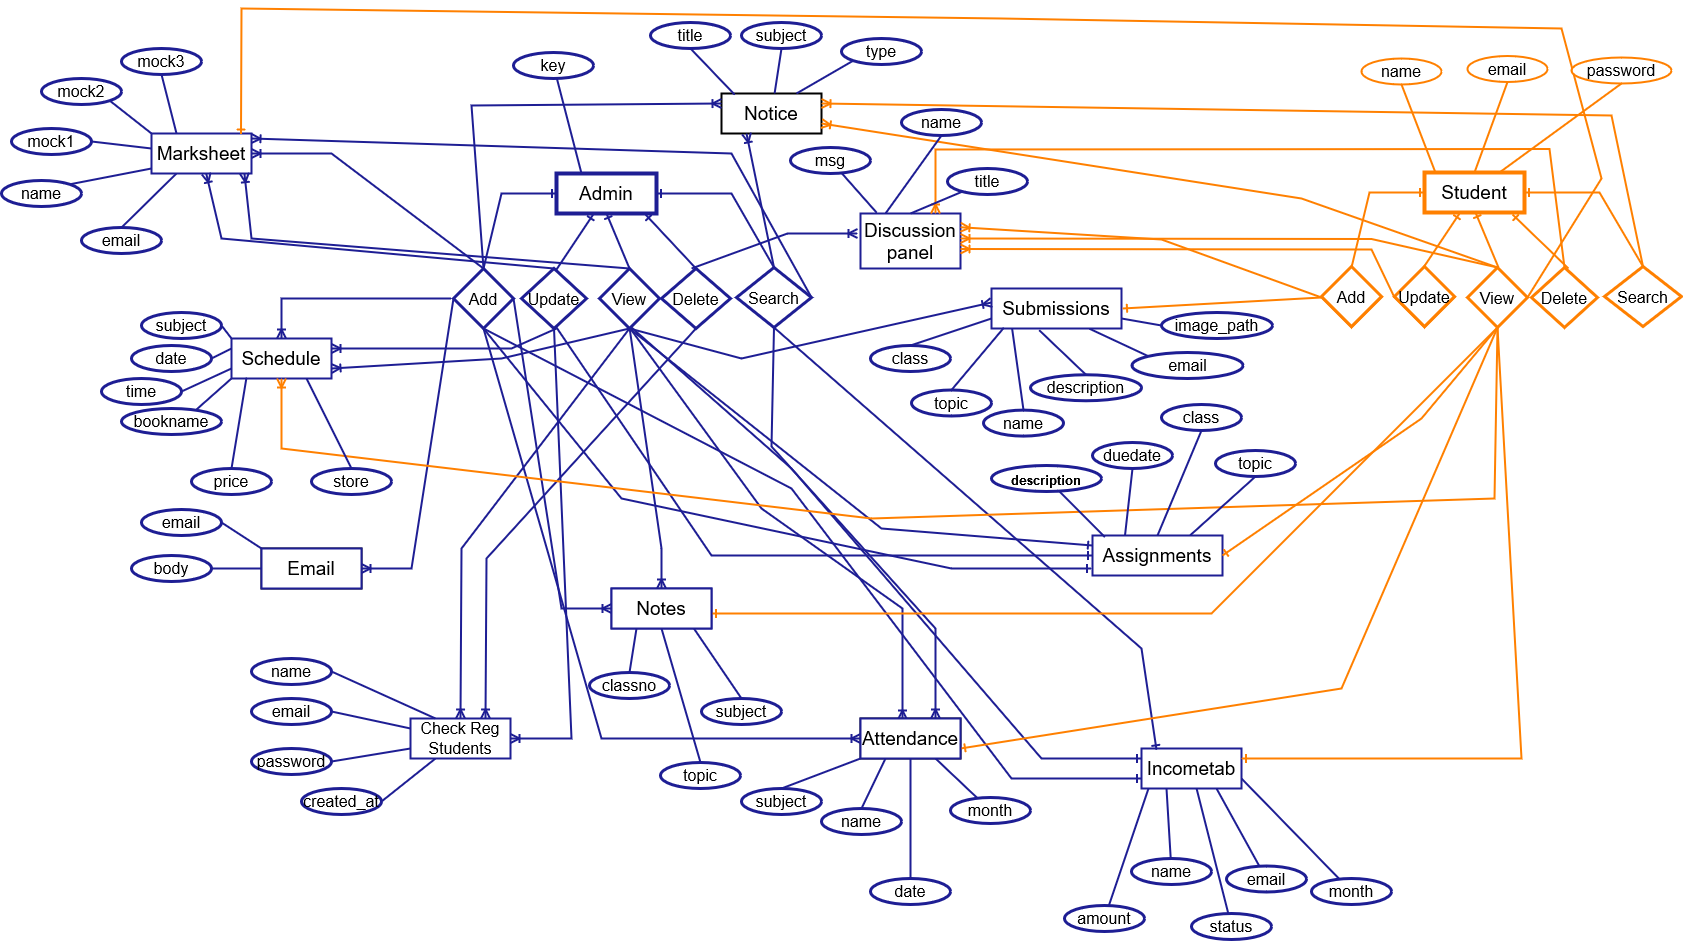 title
subject
type
key
mock3
mock2
mock1
name
email
Marksheet
Notice
Admin
name
msg
title
Discussion
panel
name
email
password
Student
Add
Update
View
Delete
Search
Add
Update
View
Delete
Search
Submissions
class
topic
name
description
email
image_path
subject
date
time
bookname
price
store
Schedule
email
body
Email
description
duedate
class
topic
Assignments
Notes
classno
topic
subject
name
email
password
created_at
Check Reg
Students
Attendance
subject
name
date
month
Incometab
amount
name
status
email
month